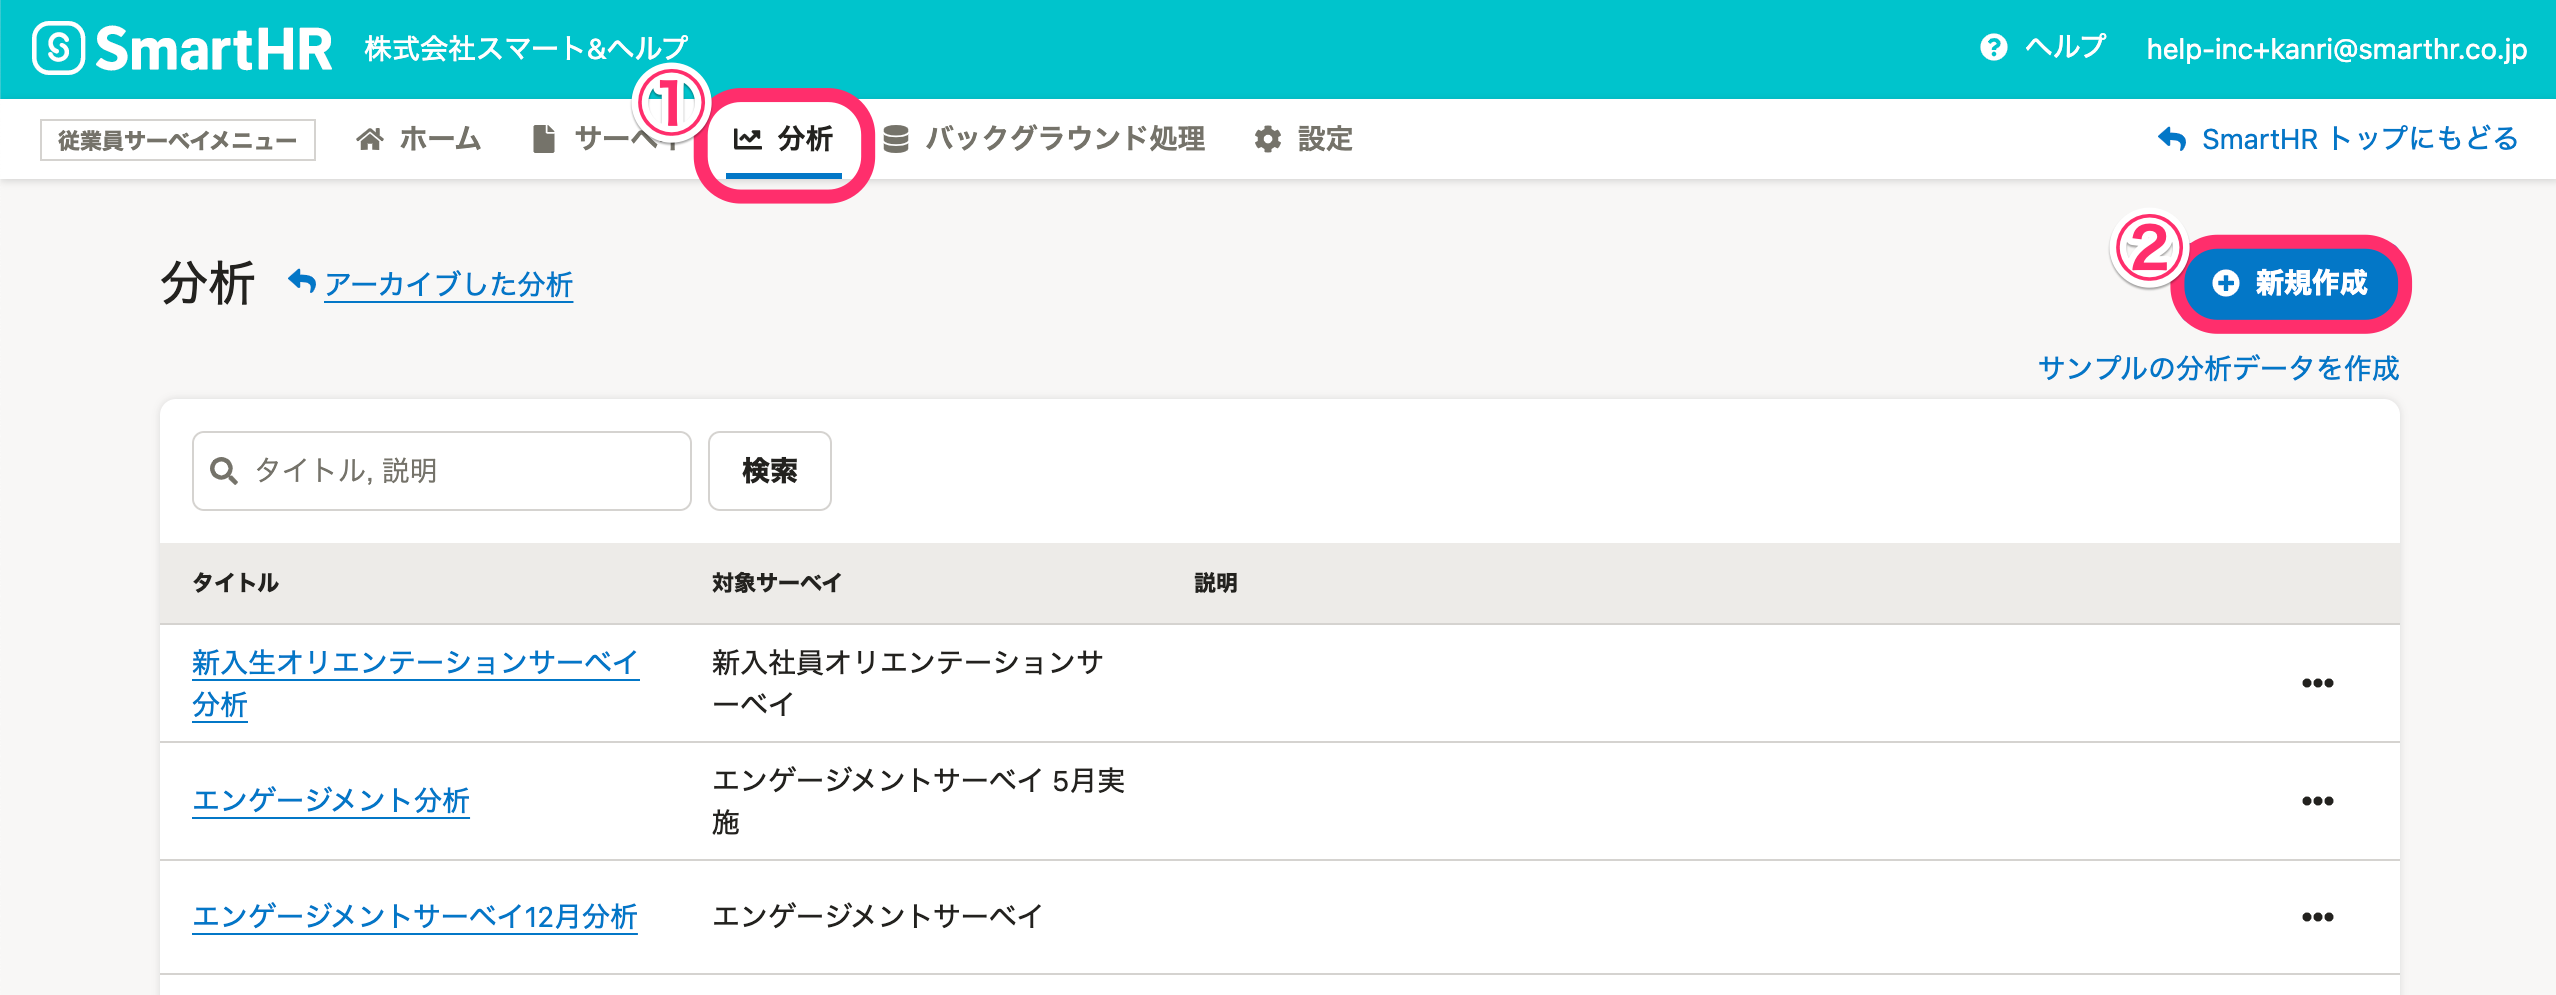 SmartHR 株式会社スマート&ヘルプ ヘルプ help-inc+kanri@smarthr.co.jp
従業員サーベイメニュー ホーム サーベイ ① 分析 バックグラウンド処理 設定 SmartHR トップにもどる
分析 アーカイブした分析 ② 新規作成
サンプルの分析データを作成
タイトル, 説明 検索
タイトル 対象サーベイ 説明
新入生オリエンテーションサーベイ 新入社員オリエンテーションサ
分析 ーベイ
エンゲージメント分析 エンゲージメントサーベイ 5月実
施
エンゲージメントサーベイ12月分析 エンゲージメントサーベイ